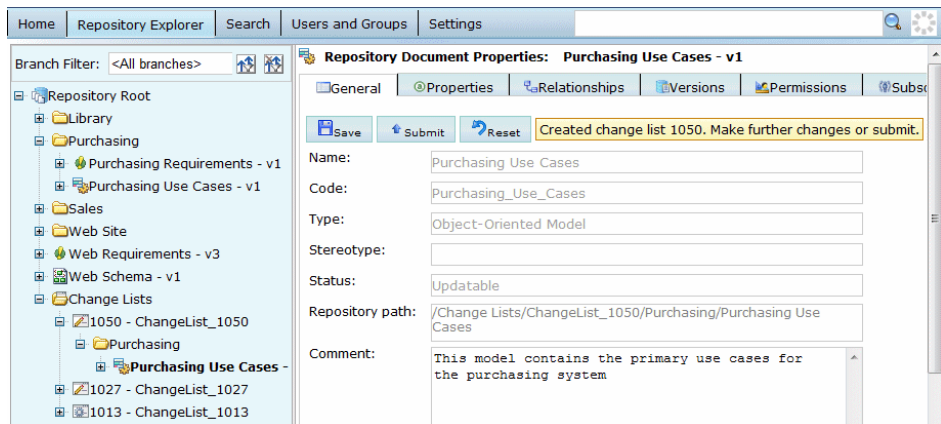 Home Repository Explorer Search Users and Groups Settings
Branch Filter: <All branches>
Repository Root
Library
Purchasing
Purchasing Requirements - v1
Purchasing Use Cases - v1
Sales
Web Site
Web Requirements - v3
Web Schema - v1
Change Lists
1050 - ChangeList_1050
Purchasing
Purchasing Use Cases -
1027 - ChangeList_1027
1013 - ChangeList_1013
Repository Document Properties: Purchasing Use Cases - v1
General Properties Relationships Versions Permissions Subsc
Save Submit Reset Created change list 1050. Make further changes or submit.
Name: Purchasing Use Cases
Code: Purchasing_Use_Cases
Type: Object-Oriented Model
Stereotype:
Status: Updatable
Repository path: /Change Lists/ChangeList_1050/Purchasing/Purchasing Use
Cases
Comment: This model contains the primary use cases for
the purchasing system